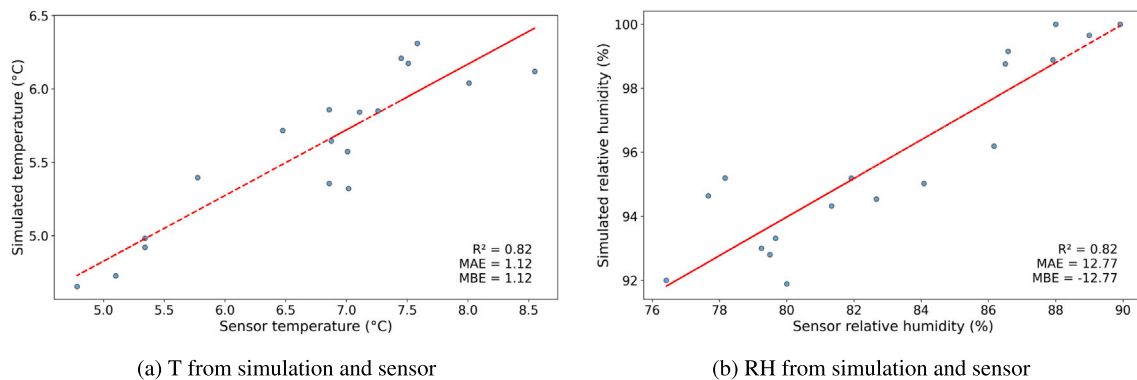 6.5
6.0
5.5
5.0
Simulated temperature (°C)
R² = 0.82
MAE = 1.12
MBE = 1.12
5.0 5.5 6.0 6.5 7.0 7.5 8.0 8.5
Sensor temperature (°C)
(a) T from simulation and sensor
100
98
96
94
92
Simulated relative humidity (%)
R² = 0.82
MAE = 12.77
MBE = -12.77
76 78 80 82 84 86 88 90
Sensor relative humidity (%)
(b) RH from simulation and sensor